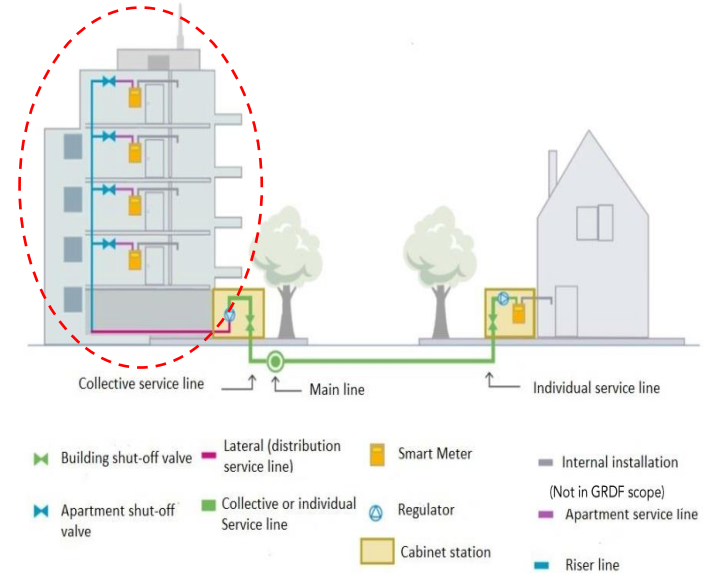 Collective service line
Main line
Individual service line
Building shut-off valve
Lateral (distribution
service line)
Smart Meter
Internal installation
(Not in GRDF scope)
Apartment shut-off
valve
Collective or individual
Service line
Regulator
Apartment service line
Cabinet station
Riser line